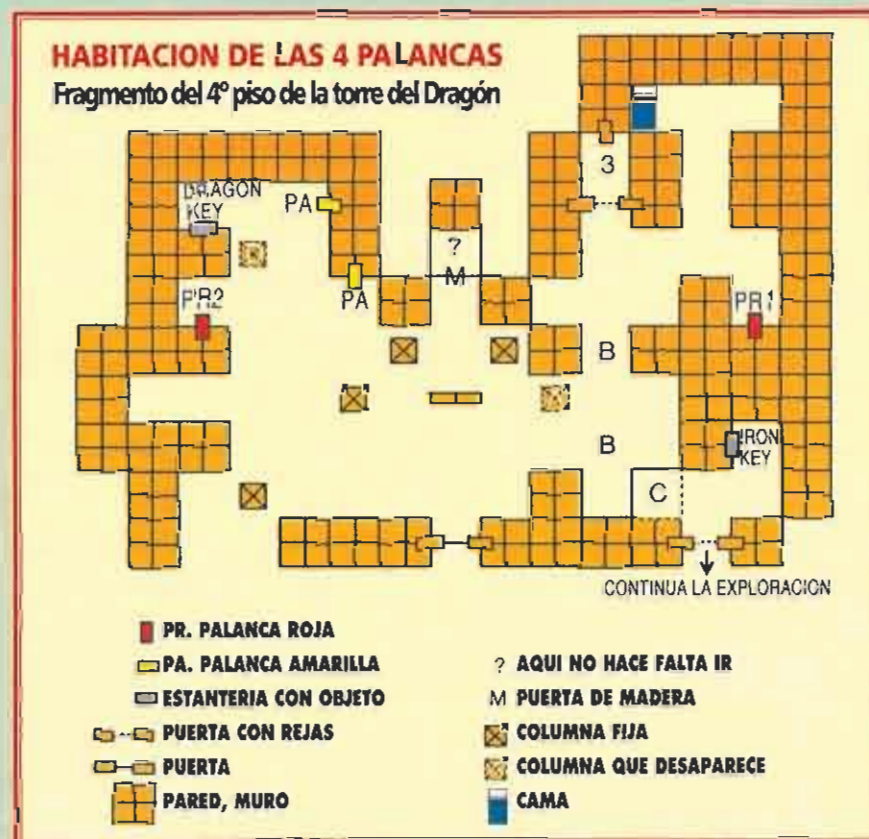 HABITACION DE LAS 4 PALANCAS
Fragmento del 4º piso de la torre del Dragón
3
DRAGON
KEY
PA
?
M
PR2
PA
PR1
B
B
IRON
KEY
C
CONTINUA LA EXPLORACION
PR. PALANCA ROJA
PA. PALANCA AMARILLA
ESTANTERIA CON OBJETO
PUERTA CON REJAS
PUERTA
PARED, MURO
? AQUI NO HACE FALTA IR
M PUERTA DE MADERA
COLUMNA FIJA
COLUMNA QUE DESAPARECE
CAMA